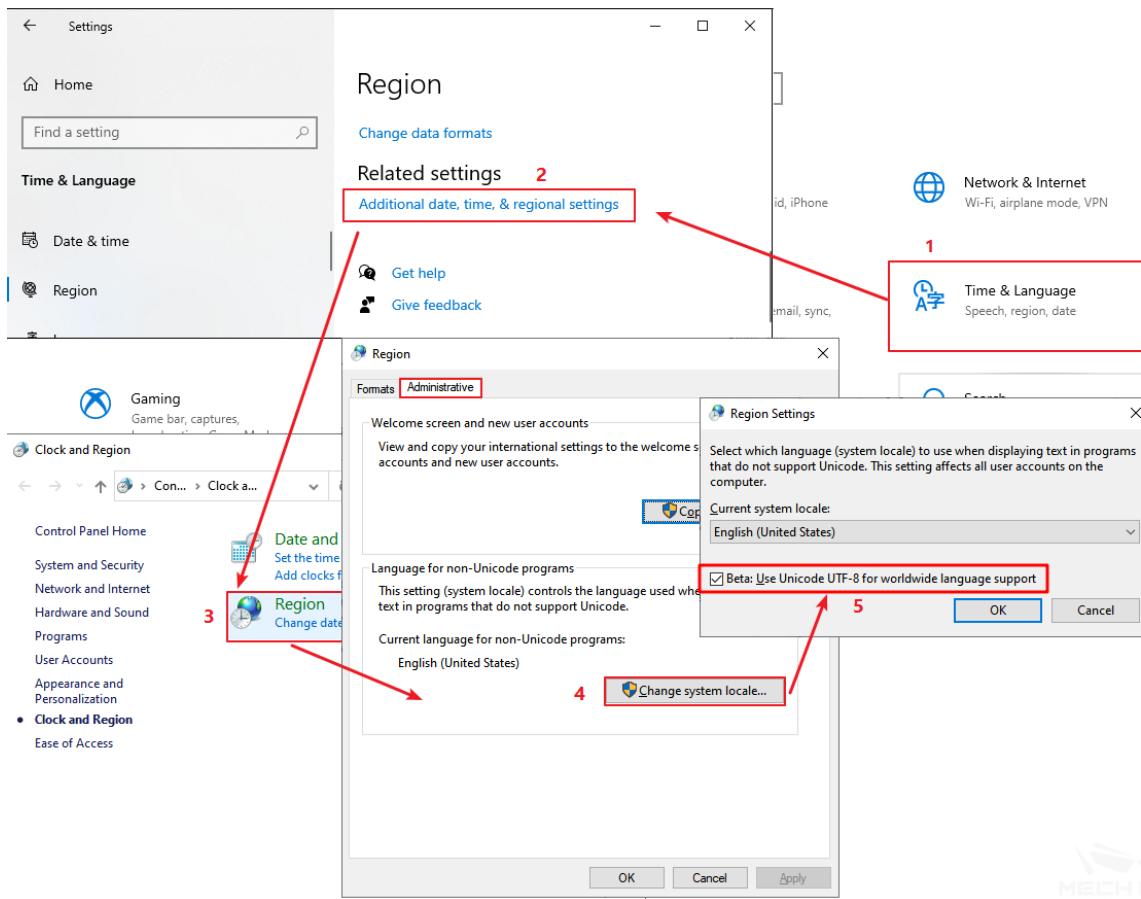 Settings
Home
Find a setting
Time & Language
Date & time
Region
Region
Change data formats
Related settings
2
Additional date, time, & regional settings
Get help
Give feedback
id, iPhone
email, sync,
Network & Internet
Wi-Fi, airplane mode, VPN
1
Time & Language
Speech, region, date
Search
Gaming
Game bar, captures,
Clock and Region
Con... > Clock a...
Control Panel Home
System and Security
Network and Internet
Hardware and Sound
Programs
User Accounts
Appearance and
Personalization
Clock and Region
Ease of Access
Date and
Set the time
Add clocks f
3
Region
Change date
Region
Formats
Administrative
Welcome screen and new user accounts
View and copy your international settings to the welcome s
accounts and new user accounts.
Cop
Language for non-Unicode programs
This setting (system locale) controls the language used whe
text in programs that do not support Unicode.
Current language for non-Unicode programs:
English (United States)
4
Change system locale...
OK
Cancel
Apply
Region Settings
Select which language (system locale) to use when displaying text in programs
that do not support Unicode. This setting affects all user accounts on the
computer.
Current system locale:
English (United States)
Beta: Use Unicode UTF-8 for worldwide language support
5
OK
Cancel
MECH